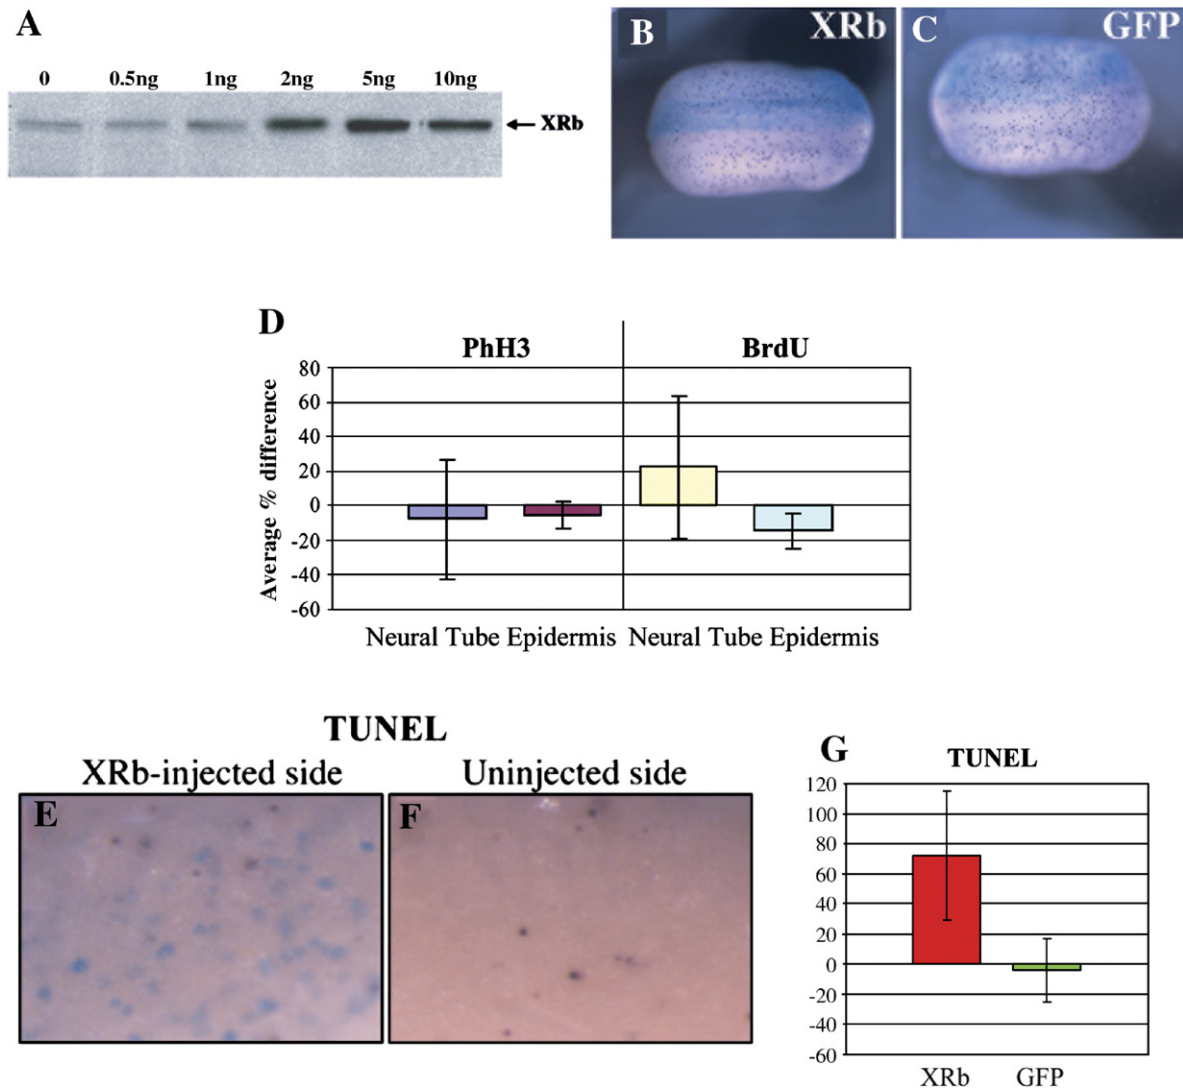 A
0 0.5ng 1ng 2ng 5ng 10ng
XRb
B XRb
C GFP
D
PhH3 BrdU
Average % difference
80
60
40
20
0
-20
-40
-60
Neural Tube Epidermis Neural Tube Epidermis
TUNEL
XRb-injected side Uninjected side
E
F
G
TUNEL
120
100
80
60
40
20
0
-20
-40
-60
XRb GFP